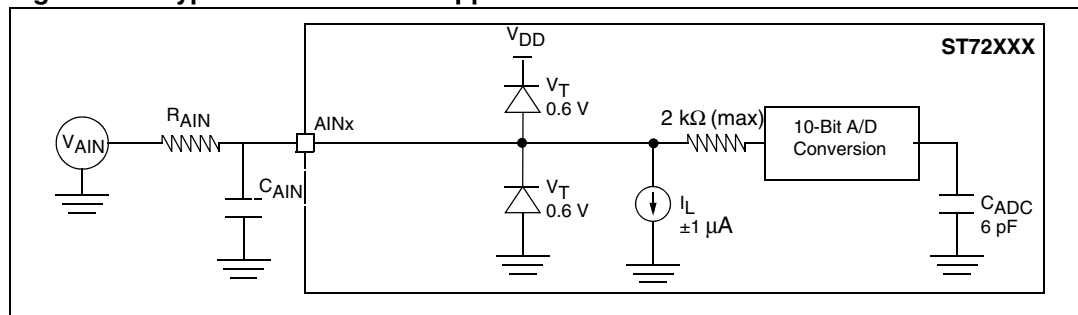 ST72XXX
VDD
VT
0.6 V
RAIN
VAIN
CAIN
AINx
2 kΩ (max)
10-Bit A/D
Conversion
VT
0.6 V
IL
±1 μA
CADC
6 pF